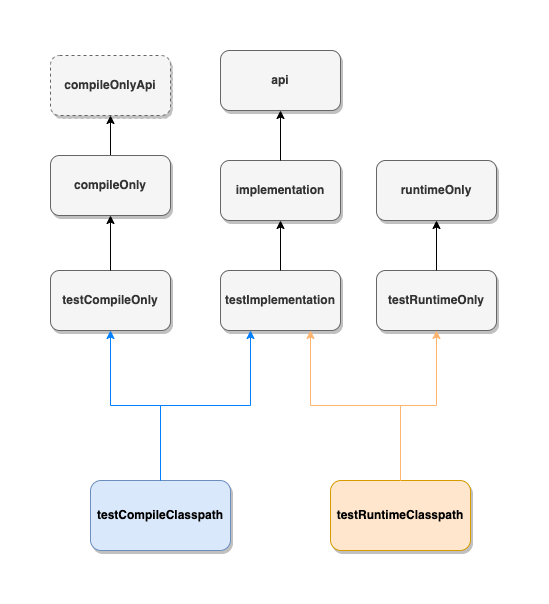 compileOnlyApi
api
compileOnly
implementation
runtimeOnly
testCompileOnly
testImplementation
testRuntimeOnly
testCompileClasspath
testRuntimeClasspath